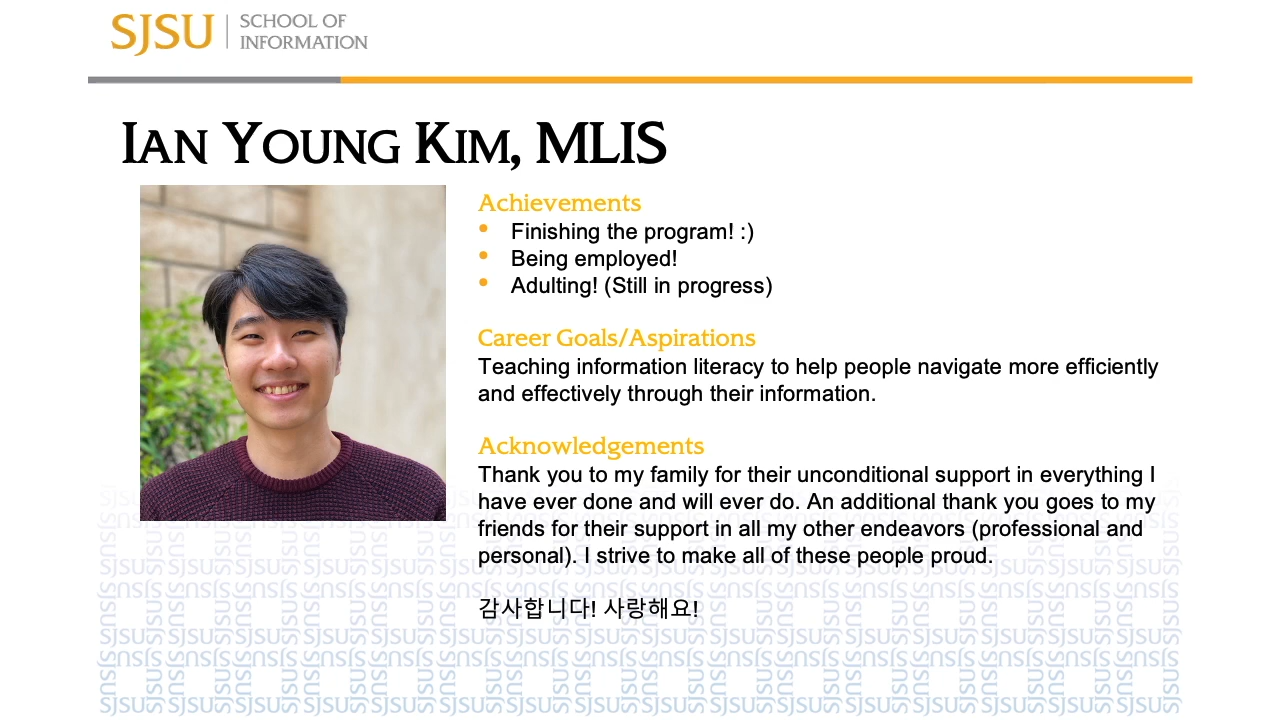 SJSU SCHOOL OF
INFORMATION
IAN YOUNG KIM, MLIS
Achievements
• Finishing the program! :)
• Being employed!
• Adulting! (Still in progress)
Career Goals/Aspirations
Teaching information literacy to help people navigate more efficiently
and effectively through their information.
Acknowledgements
Thank you to my family for their unconditional support in everything I
have ever done and will ever do. An additional thank you goes to my
friends for their support in all my other endeavors (professional and
personal). I strive to make all of these people proud.
감사합니다! 사랑해요!